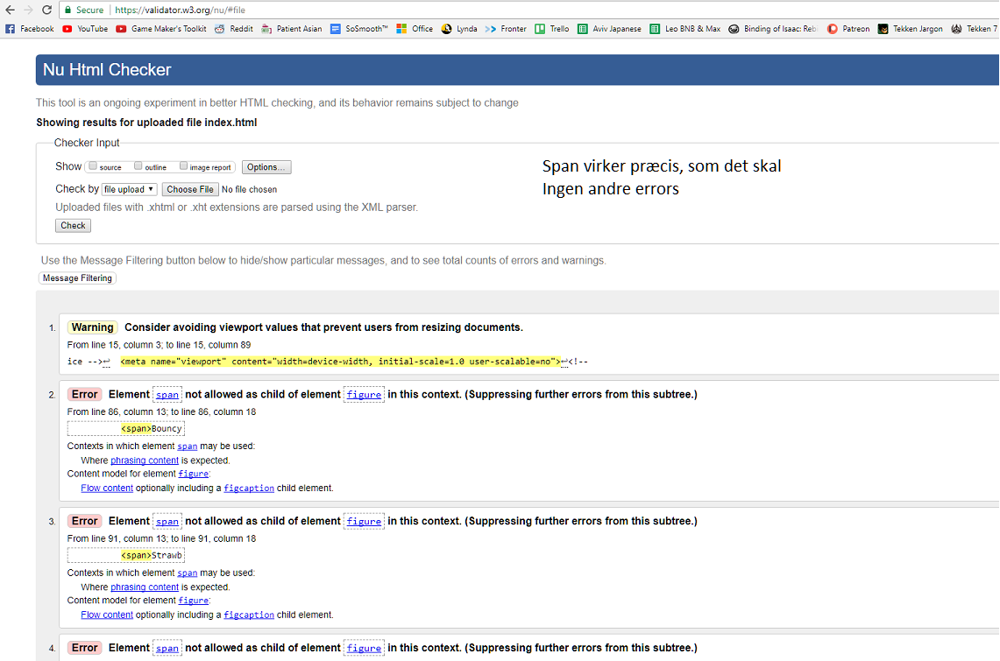 Secure https://validator.w3.org/nu/#file
Facebook YouTube Game Maker's Toolkit Reddit Patient Asian SoSmooth™ Office Lynda Fronter Trello Aviv Japanese Leo BNB & Max Binding of Isaac: Reb Patreon Tekken Jargon Tekken 7
Nu Html Checker
This tool is an ongoing experiment in better HTML checking, and its behavior remains subject to change
Showing results for uploaded file index.html
Checker Input
Show source outline image report Options...
Span virker præcis, som det skal
Ingen andre errors
Check by file upload Choose File No file chosen
Uploaded files with .xhtml or .xht extensions are parsed using the XML parser.
Check
Use the Message Filtering button below to hide/show particular messages, and to see total counts of errors and warnings.
Message Filtering
1. Warning Consider avoiding viewport values that prevent users from resizing documents.
From line 15, column 3; to line 15, column 89
ice -->↩ <meta name="viewport" content="width=device-width, initial-scale=1.0 user-scalable=no">↩<!--
2. Error Element span not allowed as child of element figure in this context. (Suppressing further errors from this subtree.)
From line 86, column 13; to line 86, column 18
<span>Bouncy
Contexts in which element span may be used:
Where phrasing content is expected.
Content model for element figure:
Flow content optionally including a figcaption child element.
3. Error Element span not allowed as child of element figure in this context. (Suppressing further errors from this subtree.)
From line 91, column 13; to line 91, column 18
<span>Strawb
Contexts in which element span may be used:
Where phrasing content is expected.
Content model for element figure:
Flow content optionally including a figcaption child element.
4. Error Element span not allowed as child of element figure in this context. (Suppressing further errors from this subtree.)